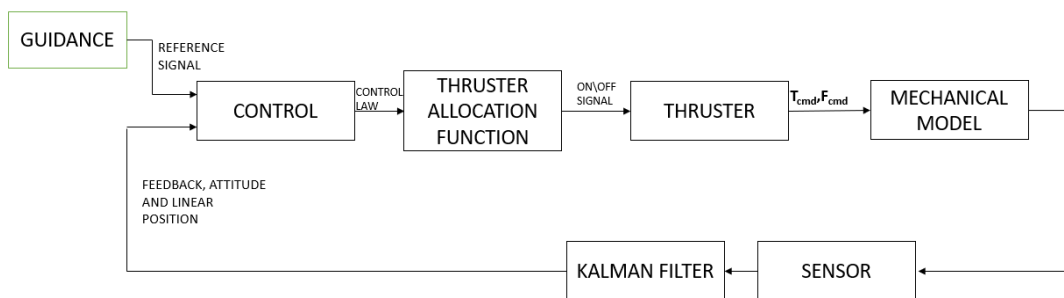 GUIDANCE
REFERENCE
SIGNAL
CONTROL
CONTROL
LAW
THRUSTER
ALLOCATION
FUNCTION
ON\OFF
SIGNAL
THRUSTER
Tcmd,Fcmd
MECHANICAL
MODEL
FEEDBACK, ATTITUDE
AND LINEAR
POSITION
KALMAN FILTER
SENSOR